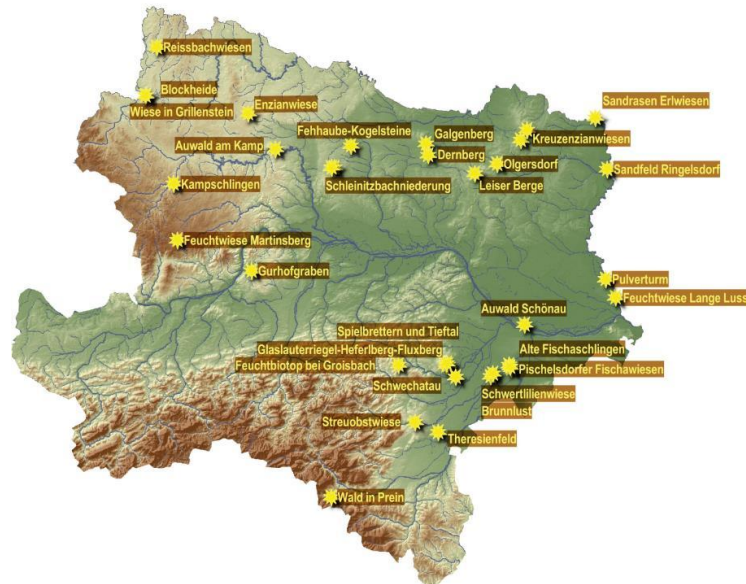 Reissbachwiesen
Blockheide
Wiese in Grillenstein
Enzianwiese
Sandrasen Erlwiesen
Fehhaube-Kogelsteine
Galgenberg
Kreuzenzianwiesen
Auwald am Kamp
Dernberg
Olgersdorf
Sandfeld Ringelsdorf
Kampschlingen
Schleinitzbachniederung
Leiser Berge
Feuchtwiese Martinsberg
Gurhofgraben
Pulverturm
Feuchtwiese Lange Luss
Auwald Schönau
Spielbrettern und Tieftal
Glaslauterriegel-Heferlberg-Fluxberg
Alte Fischaschlingen
Feuchtbiotop bei Groisbach
Pischelsdorfer Fischawiesen
Schwechatau
Schwertlilienwiese
Brunnlust
Streuobstwiese
Theresienfeld
Wald in Prein